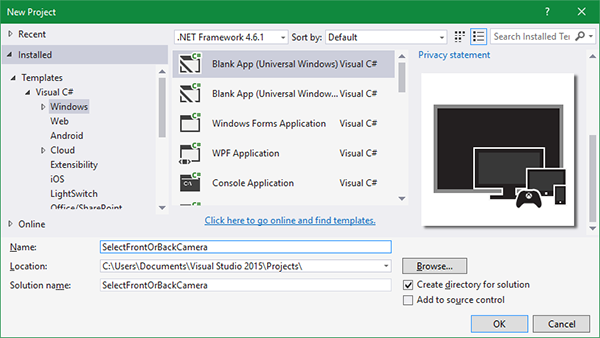 New Project
Recent
Installed
Templates
Visual C#
Windows
Web
Android
Cloud
Extensibility
iOS
LightSwitch
Office/SharePoint
Online
.NET Framework 4.6.1
Sort by: Default
Search Installed Te
Blank App (Universal Windows) Visual C#
Blank App (Universal Window... Visual C#
Windows Forms Application Visual C#
WPF Application Visual C#
Console Application Visual C#
Click here to go online and find templates.
Privacy statement
Name: SelectFrontOrBackCamera
Location: C:\Users\Documents\Visual Studio 2015\Projects\
Browse...
Solution name: SelectFrontOrBackCamera
Create directory for solution
Add to source control
OK
Cancel